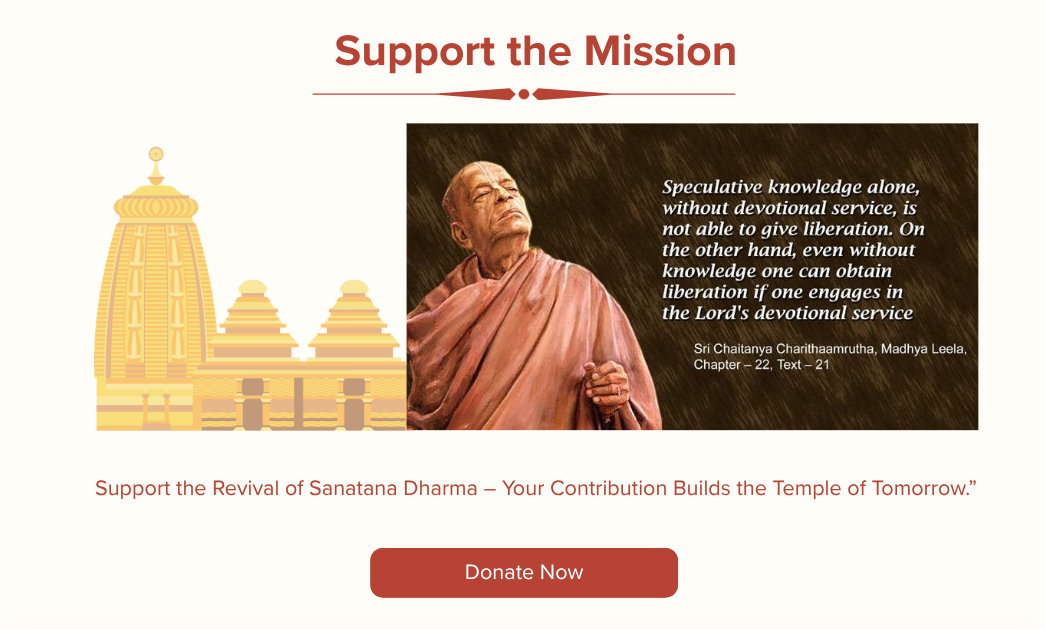 Support the Mission
Speculative knowledge alone,
without devotional service, is
not able to give liberation. On
the other hand, even without
knowledge one can obtain
liberation if one engages in
the Lord's devotional service
Sri Chaitanya Charithaamrutha, Madhya Leela,
Chapter – 22, Text – 21
Support the Revival of Sanatana Dharma – Your Contribution Builds the Temple of Tomorrow.”
Donate Now